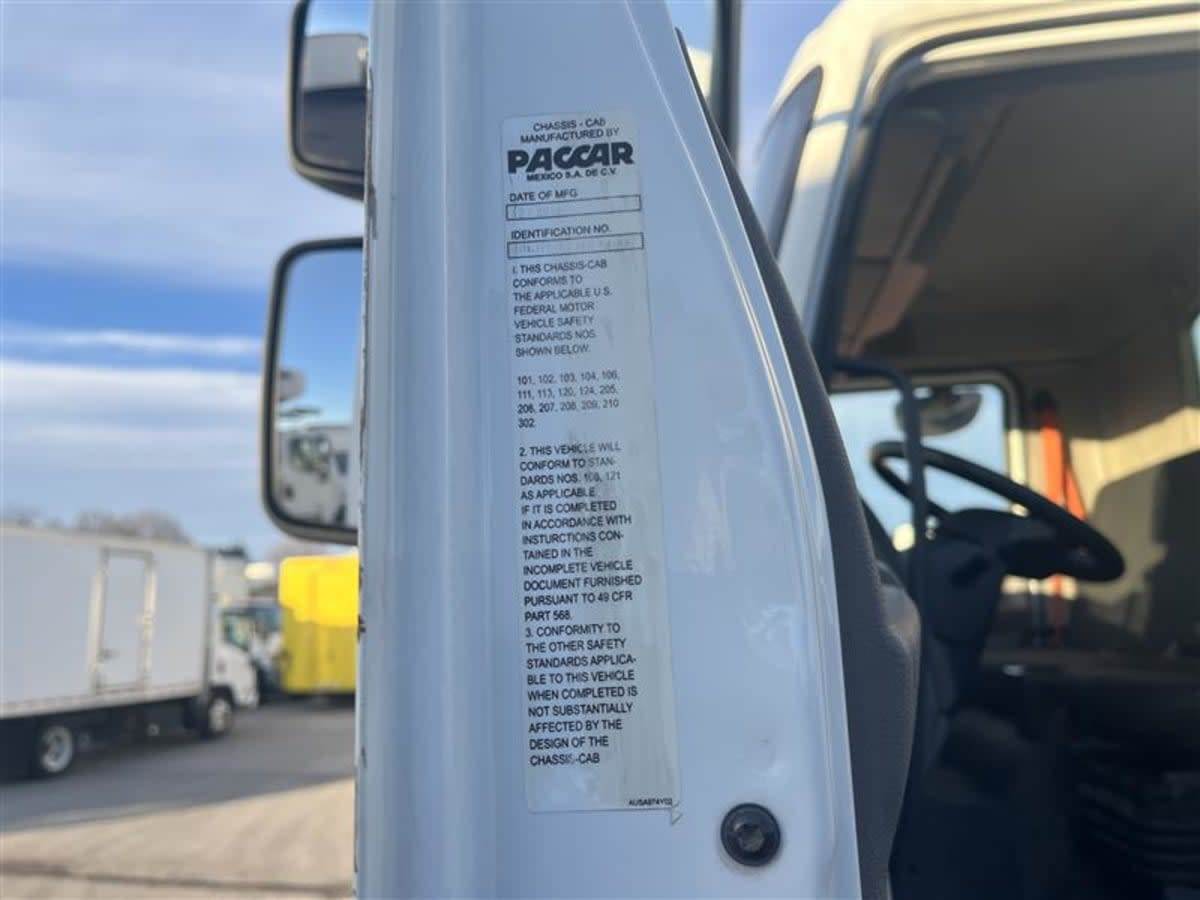 CHASSIS - CAB
MANUFACTURED BY
PACCAR
MEXICO S.A. DE C.V.
DATE OF MFG
IDENTIFICATION NO.
1. THIS CHASSIS-CAB
CONFORMS TO
THE APPLICABLE U.S.
FEDERAL MOTOR
VEHICLE SAFETY
STANDARDS NOS.
SHOWN BELOW.
101, 102, 103, 104, 106,
111, 113, 120, 124, 205,
206, 207, 208, 209, 210
302
2. THIS VEHICLE WILL
CONFORM TO STAN-
DARDS NOS. 108, 121
AS APPLICABLE
IF IT IS COMPLETED
IN ACCORDANCE WITH
INSTURCTIONS CON-
TAINED IN THE
INCOMPLETE VEHICLE
DOCUMENT FURNISHED
PURSUANT TO 49 CFR
PART 568.
3. CONFORMITY TO
THE OTHER SAFETY
STANDARDS APPLICA-
BLE TO THIS VEHICLE
WHEN COMPLETED IS
NOT SUBSTANTIALLY
AFFECTED BY THE
DESIGN OF THE
CHASSIS-CAB
AUSA974Y02